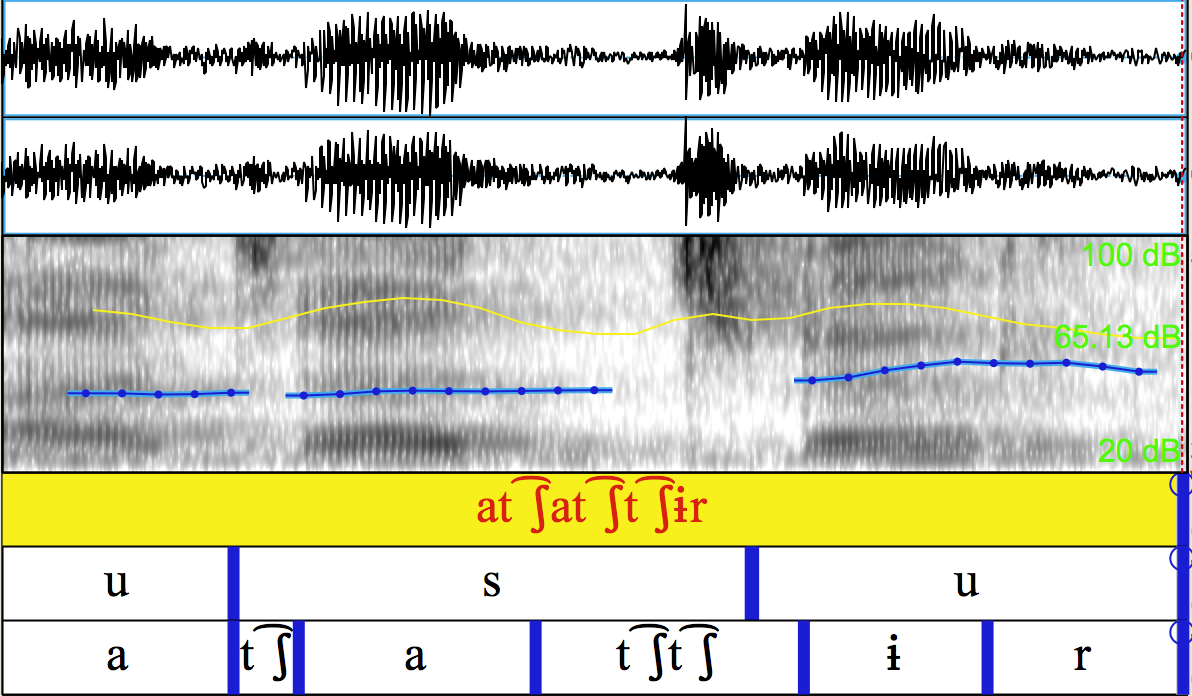 100 dB
65.13 dB
20 dB
at͡ʃat͡ʃt͡ʃɨr
u s u
a t͡ʃ a t͡ʃt͡ʃ ɨ r